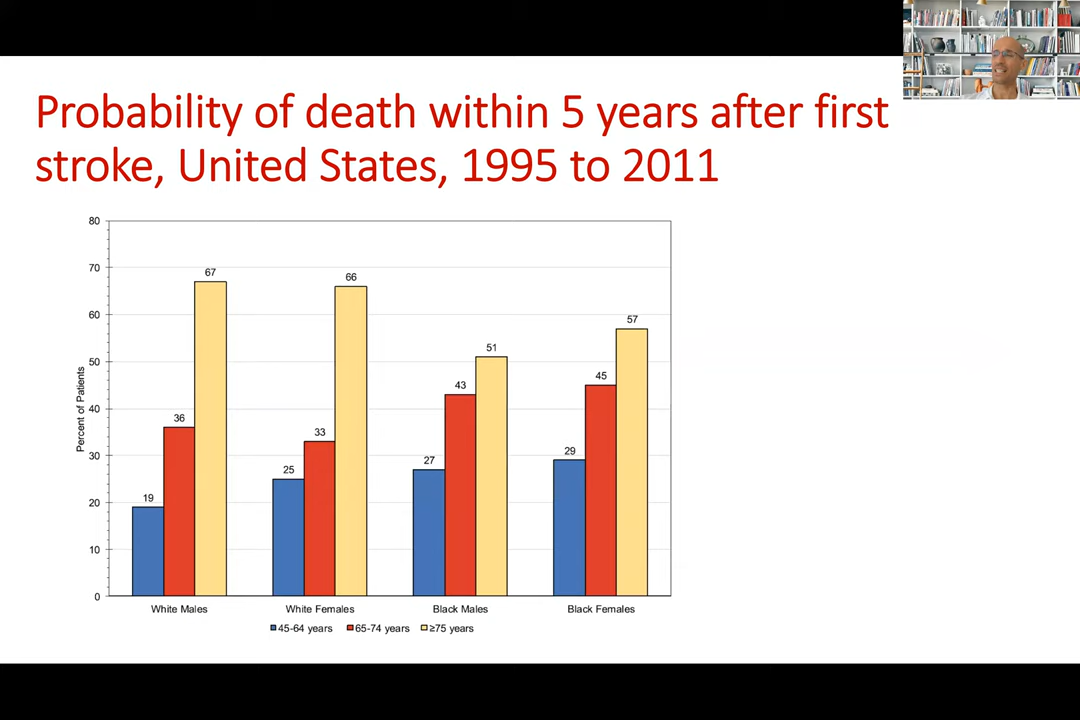 Probability of death within 5 years after first
stroke, United States, 1995 to 2011
80
70
60
50
40
30
20
10
0
Percent of Patients
19
36
67
25
33
66
27
43
51
29
45
57
White Males
White Females
Black Males
Black Females
45-64 years 65-74 years ≥75 years